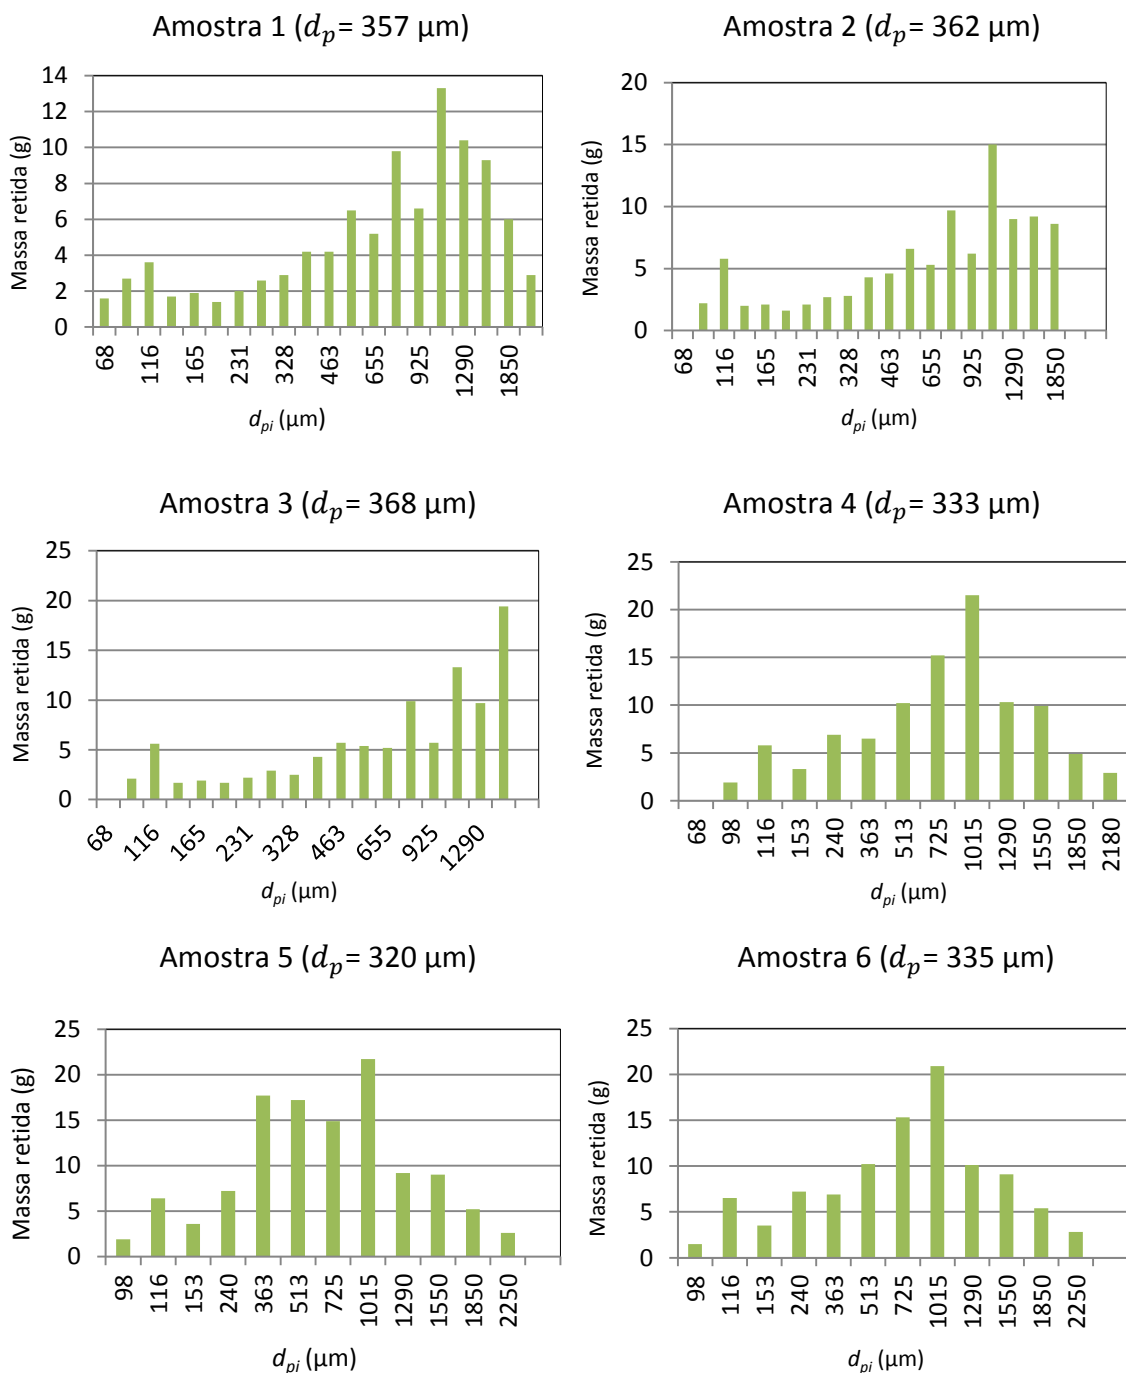 Amostra 1 (dp= 357 µm)
14
12
10
8
6
4
2
0
Massa retida (g)
68 116 165 231 328 463 655 925 1290 1850
dpi (µm)
Amostra 2 (dp= 362 µm)
20
15
10
5
0
Massa retida (g)
68 116 165 231 328 463 655 925 1290 1850
dpi (µm)
Amostra 3 (dp= 368 µm)
25
20
15
10
5
0
Massa retida (g)
68 116 165 231 328 463 655 925 1290
dpi (µm)
Amostra 4 (dp= 333 µm)
25
20
15
10
5
0
Massa retida (g)
68 98 116 153 240 363 513 725 1015 1290 1550 1850 2180
dpi (µm)
Amostra 5 (dp= 320 µm)
25
20
15
10
5
0
Massa retida (g)
98 116 153 240 363 513 725 1015 1290 1550 1850 2250
dpi (µm)
Amostra 6 (dp= 335 µm)
25
20
15
10
5
0
Massa retida (g)
98 116 153 240 363 513 725 1015 1290 1550 1850 2250
dpi (µm)